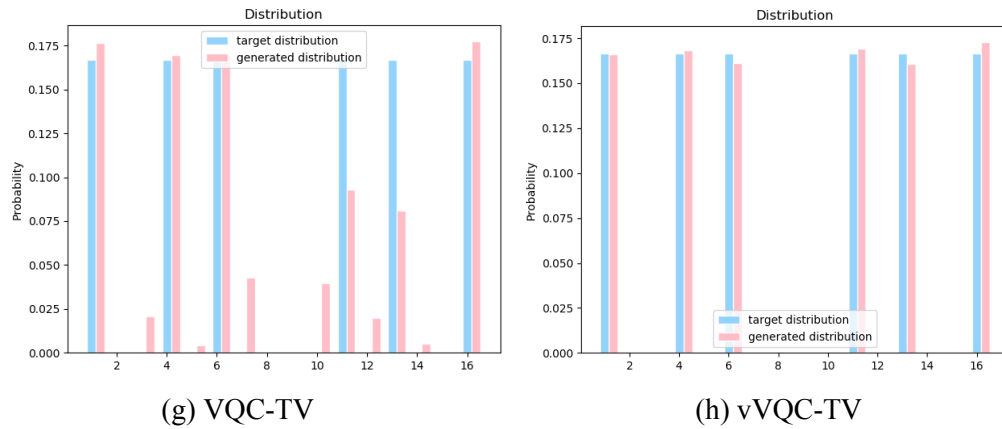 Distribution
target distribution
generated distribution
0.175
0.150
0.125
0.100
0.075
0.050
0.025
0.000
Probability
2 4 6 8 10 12 14 16
(g) VQC-TV
Distribution
0.175
0.150
0.125
0.100
0.075
0.050
0.025
0.000
Probability
target distribution
generated distribution
2 4 6 8 10 12 14 16
(h) vVQC-TV